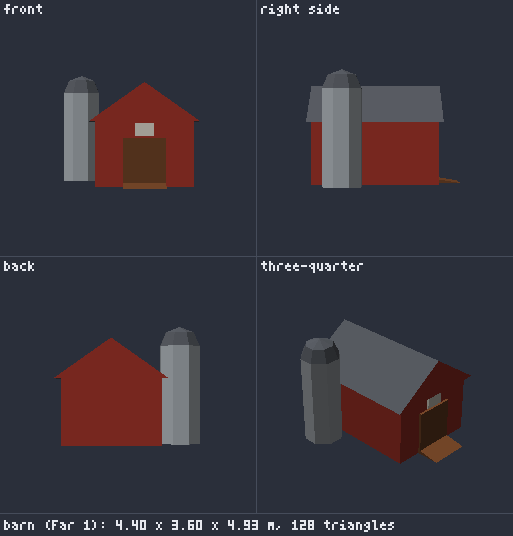 front
right side
back
three-quarter
barn (Far 1): 4.40 x 3.60 x 4.93 m, 128 triangles